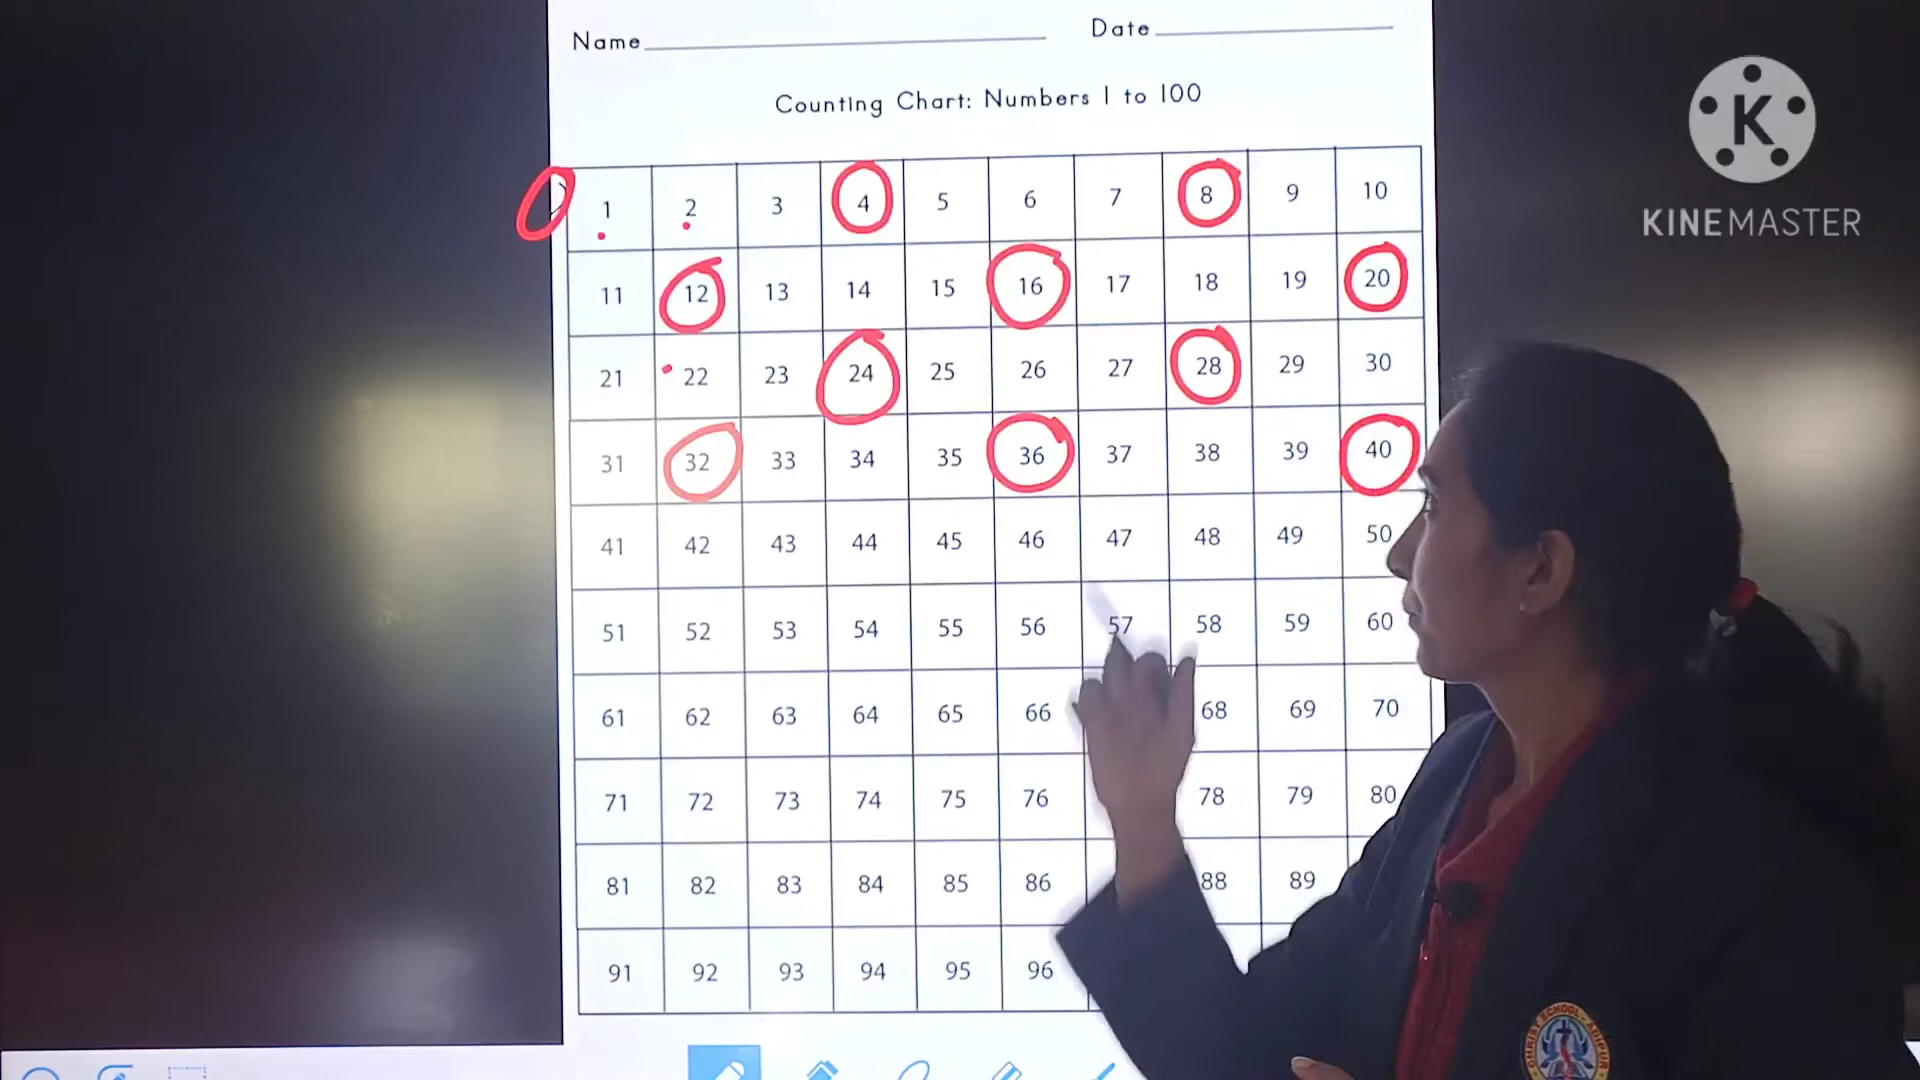 Name Date
Counting Chart: Numbers 1 to 100
K
KINEMASTER
1 2 3 4 5 6 7 8 9 10
11 12 13 14 15 16 17 18 19 20
21 22 23 24 25 26 27 28 29 30
31 32 33 34 35 36 37 38 39 40
41 42 43 44 45 46 47 48 49 50
51 52 53 54 55 56 57 58 59 60
61 62 63 64 65 66 68 69 70
71 72 73 74 75 76 78 79 80
81 82 83 84 85 86 88 89
91 92 93 94 95 96
CHRIST SCHOOL - ADIPUR